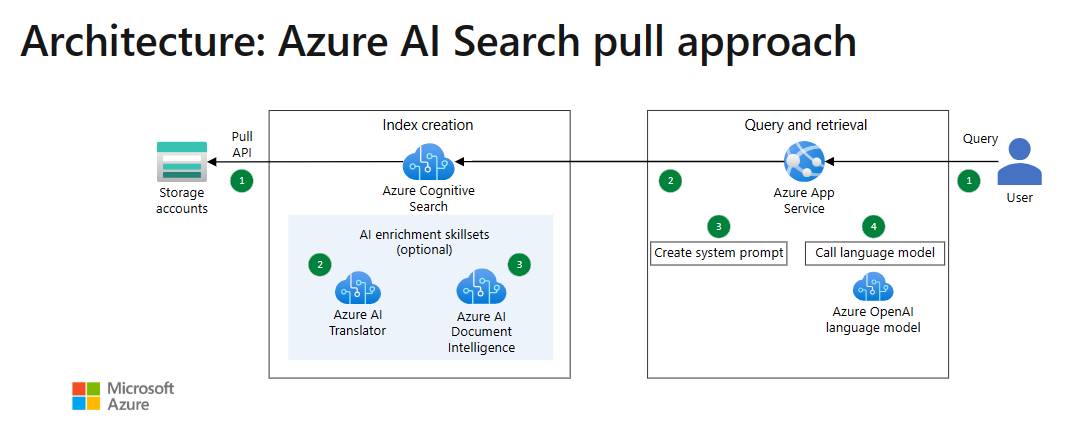 Architecture: Azure AI Search pull approach
Index creation
Query and retrieval
Pull
API
Query
1
2
1
Storage
accounts
Azure Cognitive
Search
Azure App
Service
User
AI enrichment skillsets
(optional)
3
4
Create system prompt
Call language model
2
3
Azure AI
Translator
Azure AI
Document
Intelligence
Azure OpenAI
language model
Microsoft
Azure